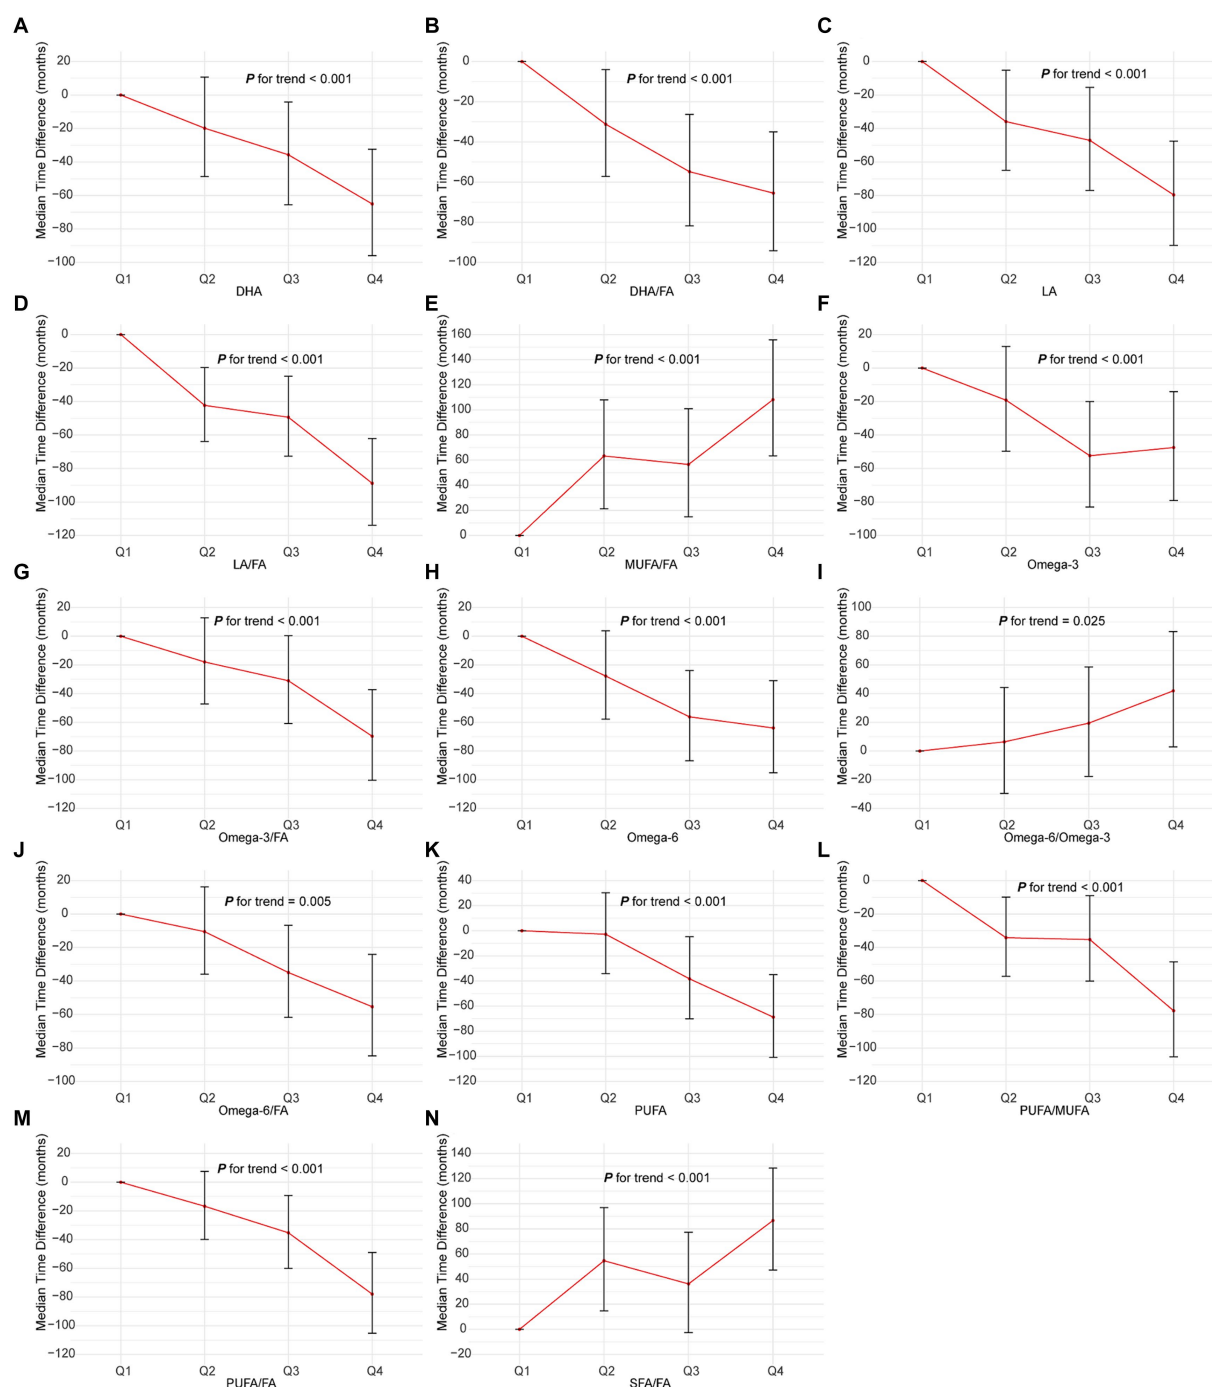 A
Median Time Difference (months)
P for trend < 0.001
20
0
−20
−40
−60
−80
−100
Q1 Q2 Q3 Q4
DHA
B
Median Time Difference (months)
P for trend < 0.001
0
−20
−40
−60
−80
−100
Q1 Q2 Q3 Q4
DHA/FA
C
Median Time Difference (months)
P for trend < 0.001
0
−20
−40
−60
−80
−100
−120
Q1 Q2 Q3 Q4
LA
D
Median Time Difference (months)
P for trend < 0.001
0
−20
−40
−60
−80
−100
−120
Q1 Q2 Q3 Q4
LA/FA
E
Median Time Difference (months)
P for trend < 0.001
160
140
120
100
80
60
40
20
0
Q1 Q2 Q3 Q4
MUFA/FA
F
Median Time Difference (months)
P for trend < 0.001
20
0
−20
−40
−60
−80
−100
Q1 Q2 Q3 Q4
Omega-3
G
Median Time Difference (months)
P for trend < 0.001
20
0
−20
−40
−60
−80
−100
−120
Q1 Q2 Q3 Q4
Omega-3/FA
H
Median Time Difference (months)
P for trend < 0.001
20
0
−20
−40
−60
−80
−100
−120
Q1 Q2 Q3 Q4
Omega-6
I
Median Time Difference (months)
P for trend = 0.025
100
80
60
40
20
0
−20
−40
Q1 Q2 Q3 Q4
Omega-6/Omega-3
J
Median Time Difference (months)
P for trend = 0.005
20
0
−20
−40
−60
−80
−100
Q1 Q2 Q3 Q4
Omega-6/FA
K
Median Time Difference (months)
P for trend < 0.001
40
20
0
−20
−40
−60
−80
−100
−120
Q1 Q2 Q3 Q4
PUFA
L
Median Time Difference (months)
P for trend < 0.001
0
−20
−40
−60
−80
−100
−120
Q1 Q2 Q3 Q4
PUFA/MUFA
M
Median Time Difference (months)
P for trend < 0.001
20
0
−20
−40
−60
−80
−100
−120
Q1 Q2 Q3 Q4
PUFA/FA
N
Median Time Difference (months)
P for trend < 0.001
140
120
100
80
60
40
20
0
−20
Q1 Q2 Q3 Q4
SFA/FA